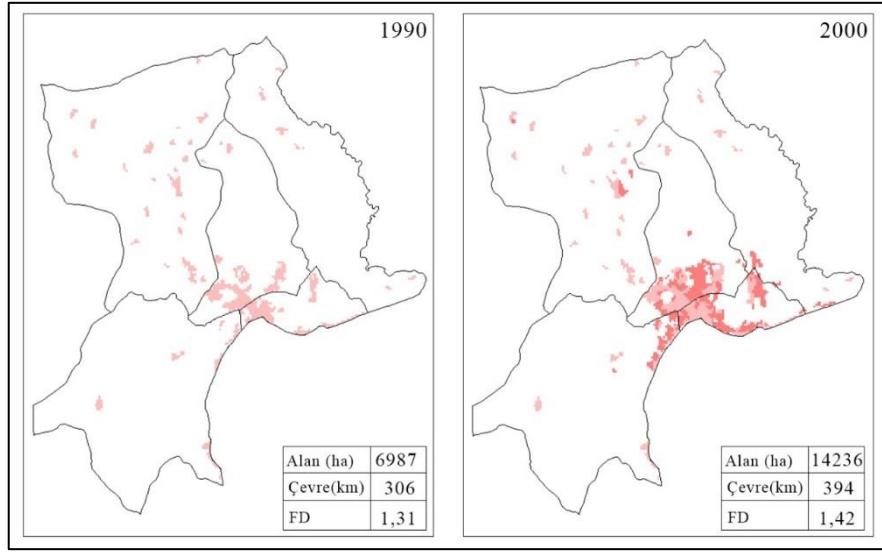 1990
Alan (ha) 6987
Çevre(km) 306
FD 1,31
2000
Alan (ha) 14236
Çevre(km) 394
FD 1,42